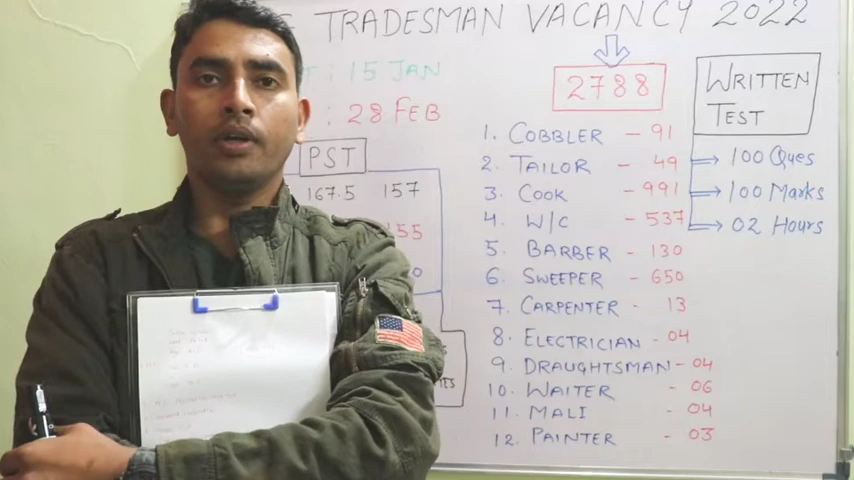 TRADESMAN VACANCY 2022
: 15 JAN
: 28 FEB
PST
167.5 157
155
2788
1. COBBLER - 91
2. TAILOR - 49
3. COOK - 991
4. W/C - 537
5. BARBER - 130
6. SWEEPER - 650
7. CARPENTER - 13
8. ELECTRICIAN - 04
9. DRAUGHTSMAN - 04
10. WAITER - 06
11. MALI - 04
12. PAINTER - 03
WRITTEN
TEST
100 Ques
100 Marks
02 Hours